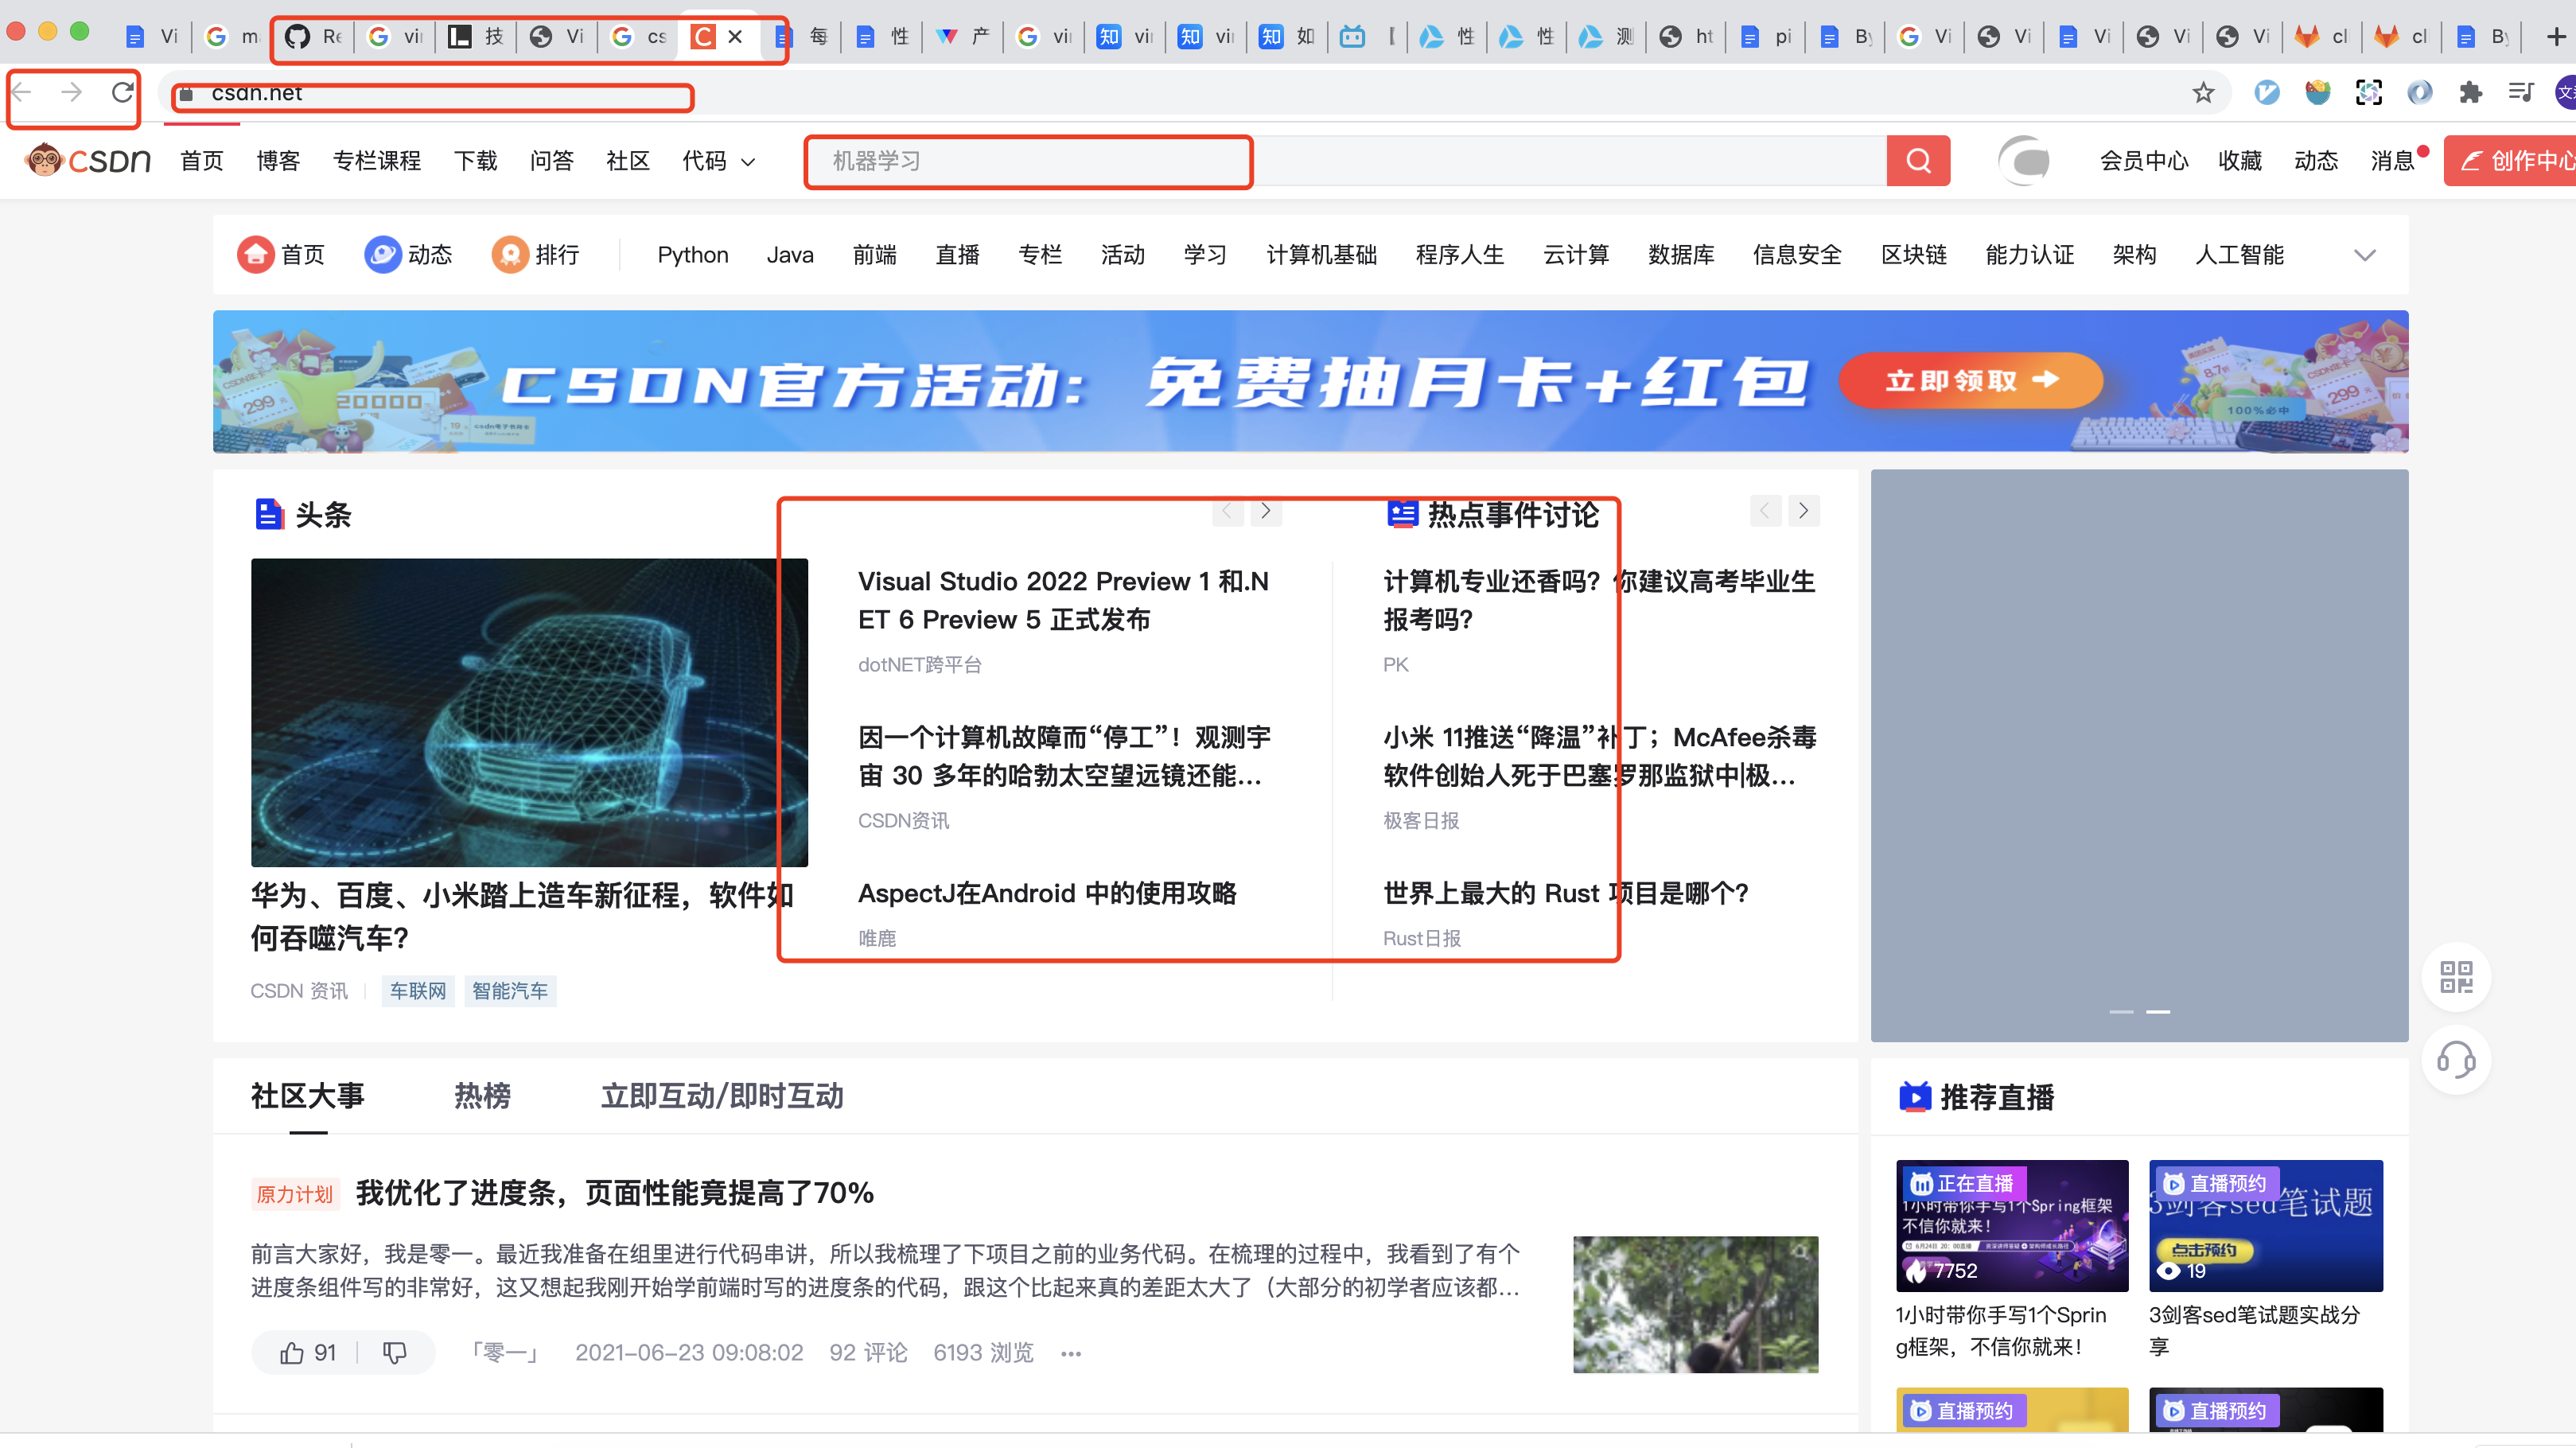 Vi
G m
Re
vii
技
Vi
cs
每
性
产
vii
知 vii
知 vii
知 如
性
性
测
ht
pi
By
Vi
Vi
Vi
Vi
Vi
cl
cl
By
csdn.net
文
CSDN 首页 博客 专栏课程 下载 问答 社区 代码
机器学习
会员中心 收藏 动态 消息 创作中心
首页 动态 排行 Python Java 前端 直播 专栏 活动 学习 计算机基础 程序人生 云计算 数据库 信息安全 区块链 能力认证 架构 人工智能
CSDN官方活动: 免费抽月卡+红包 立即领取
299
20000
8.7折
299
100%必中
头条
Visual Studio 2022 Preview 1 和.N
ET 6 Preview 5 正式发布
dotNET跨平台
因一个计算机故障而“停工”！观测宇
宙 30 多年的哈勃太空望远镜还能...
CSDN资讯
AspectJ在Android 中的使用攻略
唯鹿
热点事件讨论
计算机专业还香吗？你建议高考毕业生
报考吗？
PK
小米 11推送“降温”补丁；McAfee杀毒
软件创始人死于巴塞罗那监狱中|极...
极客日报
世界上最大的 Rust 项目是哪个？
Rust日报
华为、百度、小米踏上造车新征程，软件如
何吞噬汽车？
CSDN 资讯 车联网 智能汽车
社区大事 热榜 立即互动/即时互动
原力计划 我优化了进度条，页面性能竟提高了70%
前言大家好，我是零一。最近我准备在组里进行代码串讲，所以我梳理了下项目之前的业务代码。在梳理的过程中，我看到了有个
进度条组件写的非常好，这又想起我刚开始学前端时写的进度条的代码，跟这个比起来真的差距太大了（大部分的初学者应该都...
91 「零一」 2021-06-23 09:08:02 92 评论 6193 浏览 ···
推荐直播
正在直播
1小时带你手写1个Spring框架
不信你就来！
7752
1小时带你手写1个Sprin
g框架，不信你就来！
直播预约
3剑客sed笔试题
点击预约
19
3剑客sed笔试题实战分
享
直播预约
直播预约